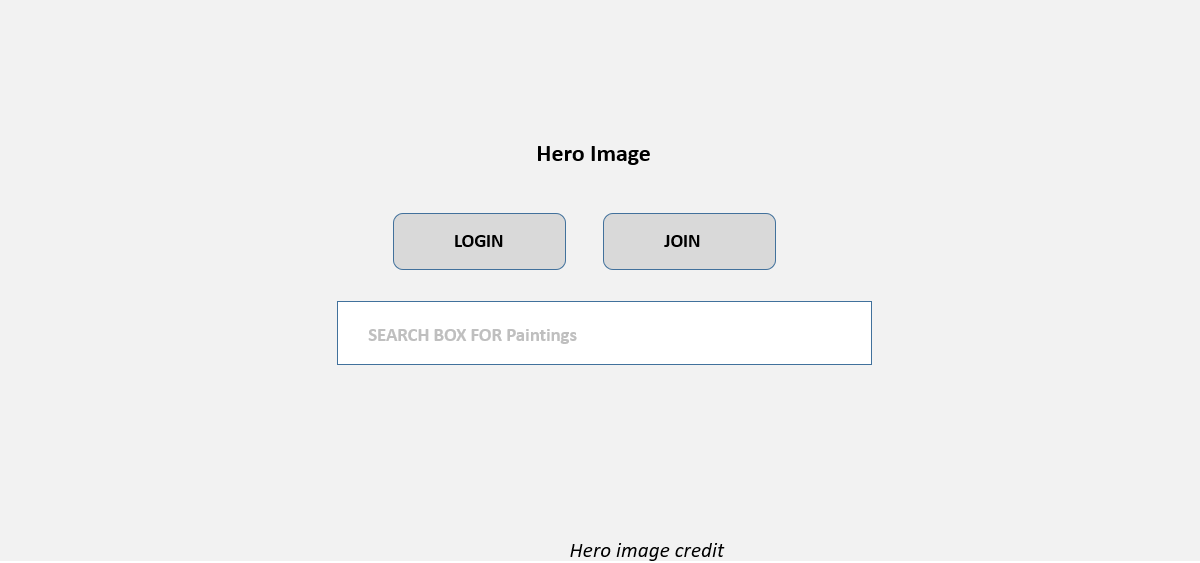 Hero Image
LOGIN
JOIN
SEARCH BOX FOR Paintings
Hero image credit